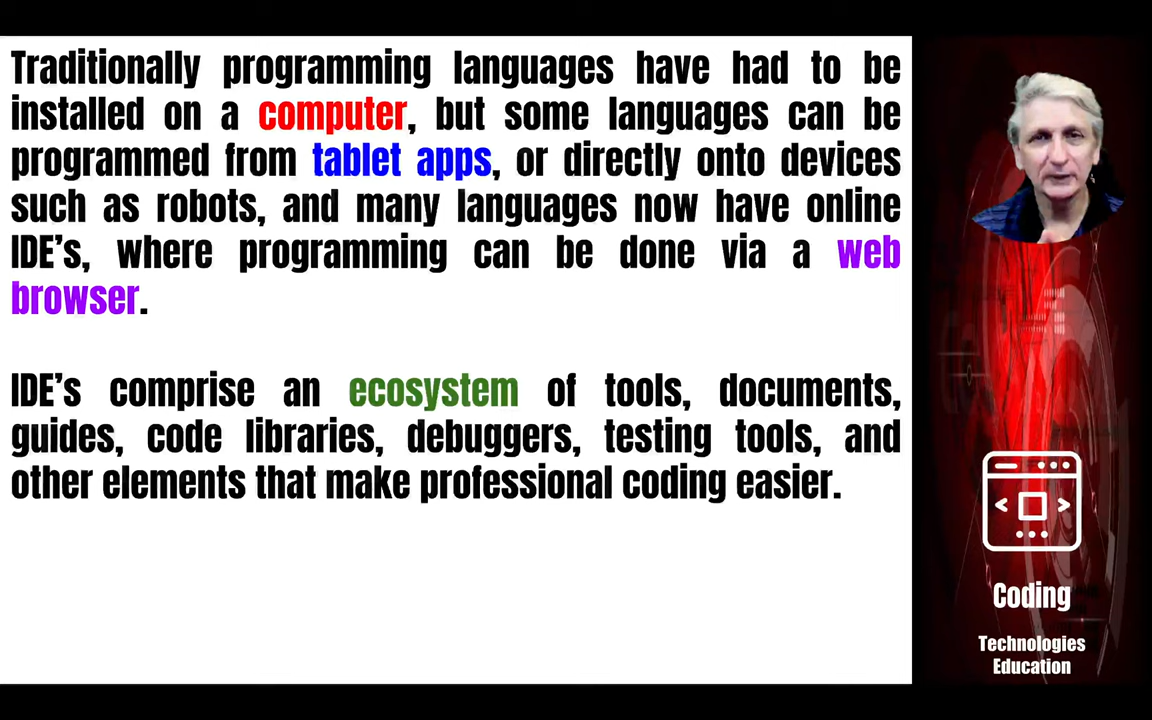 Traditionally programming languages have had to be
installed on a computer, but some languages can be
programmed from tablet apps, or directly onto devices
such as robots, and many languages now have online
IDE’s, where programming can be done via a web
browser.
IDE’s comprise an ecosystem of tools, documents,
guides, code libraries, debuggers, testing tools, and
other elements that make professional coding easier.
Coding
Technologies
Education